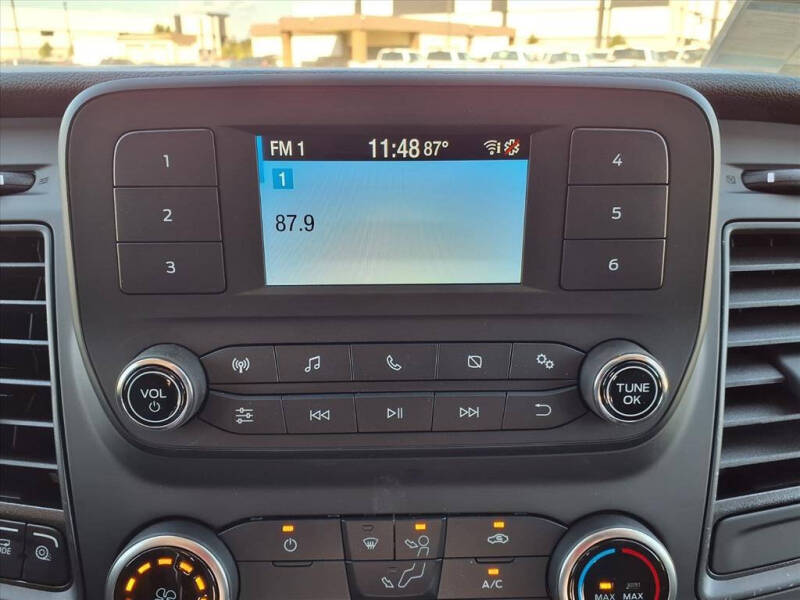 FM 1 11:48 87°
1
87.9
1
2
3
4
5
6
VOL
TUNE
OK
A/C
MAX MAX